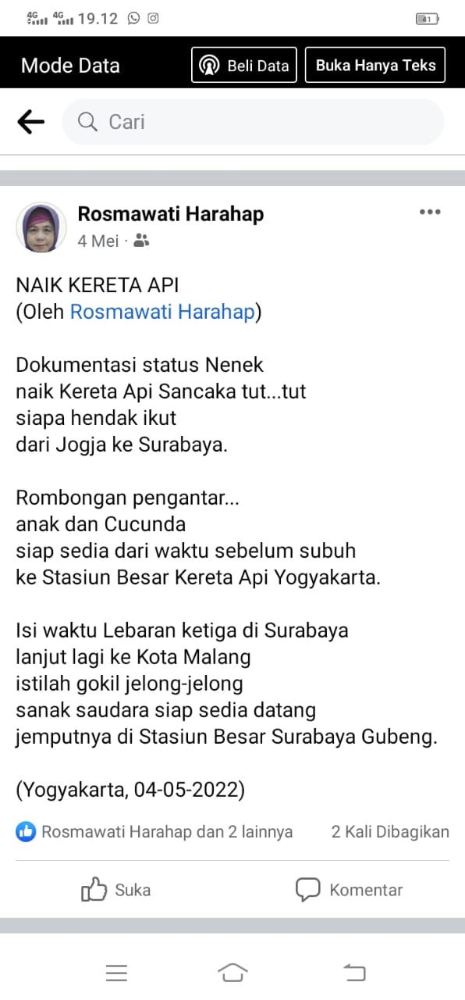 4G 4G 19.12 41
Mode Data Beli Data Buka Hanya Teks
Cari
Rosmawati Harahap
4 Mei ·
NAIK KERETA API
(Oleh Rosmawati Harahap)
Dokumentasi status Nenek
naik Kereta Api Sancaka tut...tut
siapa hendak ikut
dari Jogja ke Surabaya.
Rombongan pengantar...
anak dan Cucunda
siap sedia dari waktu sebelum subuh
ke Stasiun Besar Kereta Api Yogyakarta.
Isi waktu Lebaran ketiga di Surabaya
lanjut lagi ke Kota Malang
istilah gokil jelong-jelong
sanak saudara siap sedia datang
jemputnya di Stasiun Besar Surabaya Gubeng.
(Yogyakarta, 04-05-2022)
Rosmawati Harahap dan 2 lainnya 2 Kali Dibagikan
Suka Komentar